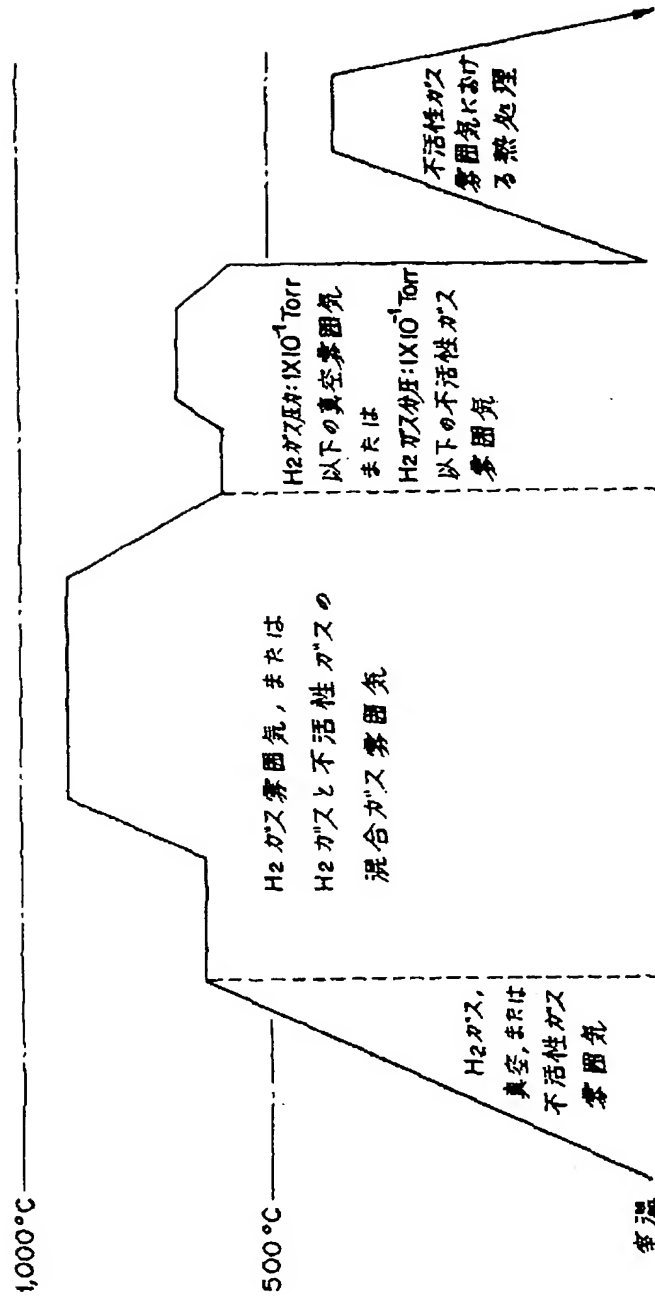 1,000°C
500°C
室温
H2ガス,
真空,または
不活性ガス
雰囲気
H2ガス雰囲気,または
H2ガスと不活性ガスの
混合ガス雰囲気
H2ガス圧力:1X10⁻¹Torr
以下の真空雰囲気
または
H2ガス分圧:1X10⁻¹Torr
以下の不活性ガス
雰囲気
不活性ガス
雰囲気におけ
る熱処理